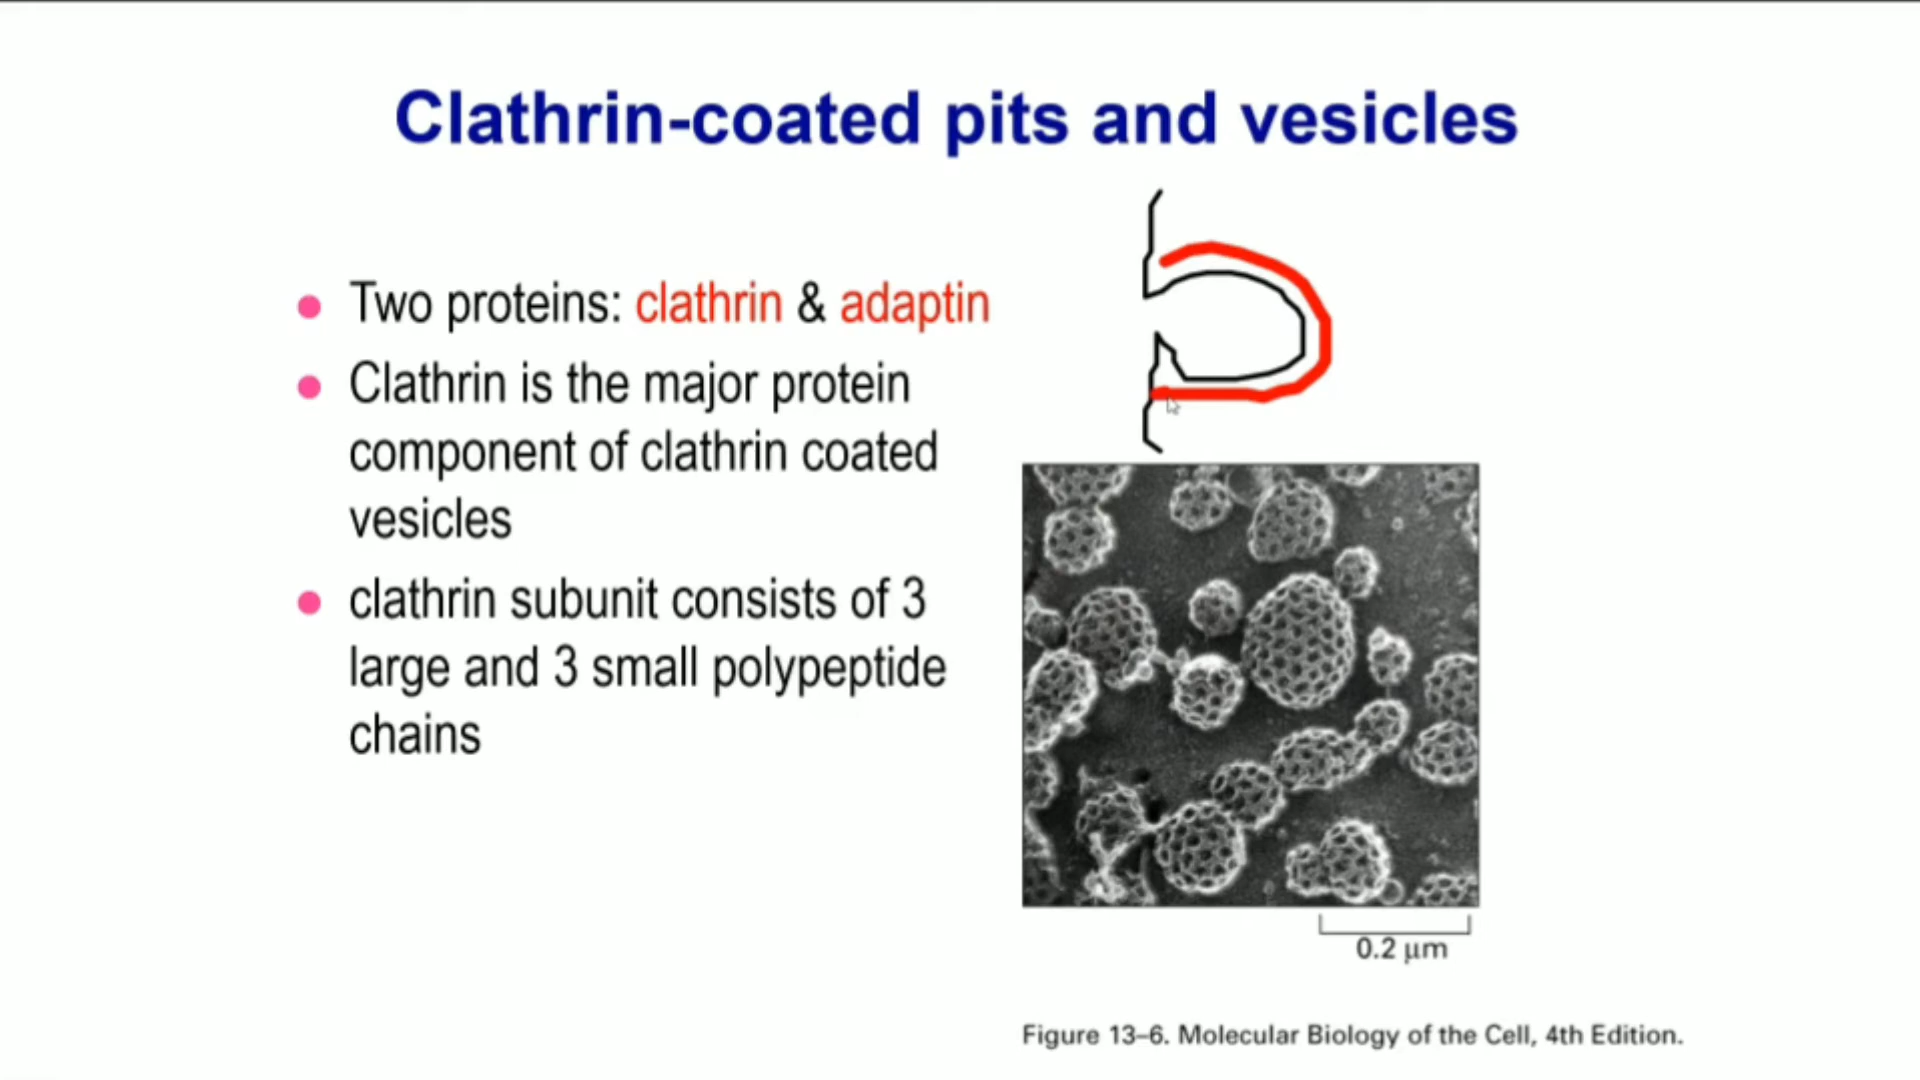 Clathrin-coated pits and vesicles
Two proteins: clathrin & adaptin
Clathrin is the major protein
component of clathrin coated
vesicles
clathrin subunit consists of 3
large and 3 small polypeptide
chains
0.2 µm
Figure 13–6. Molecular Biology of the Cell, 4th Edition.